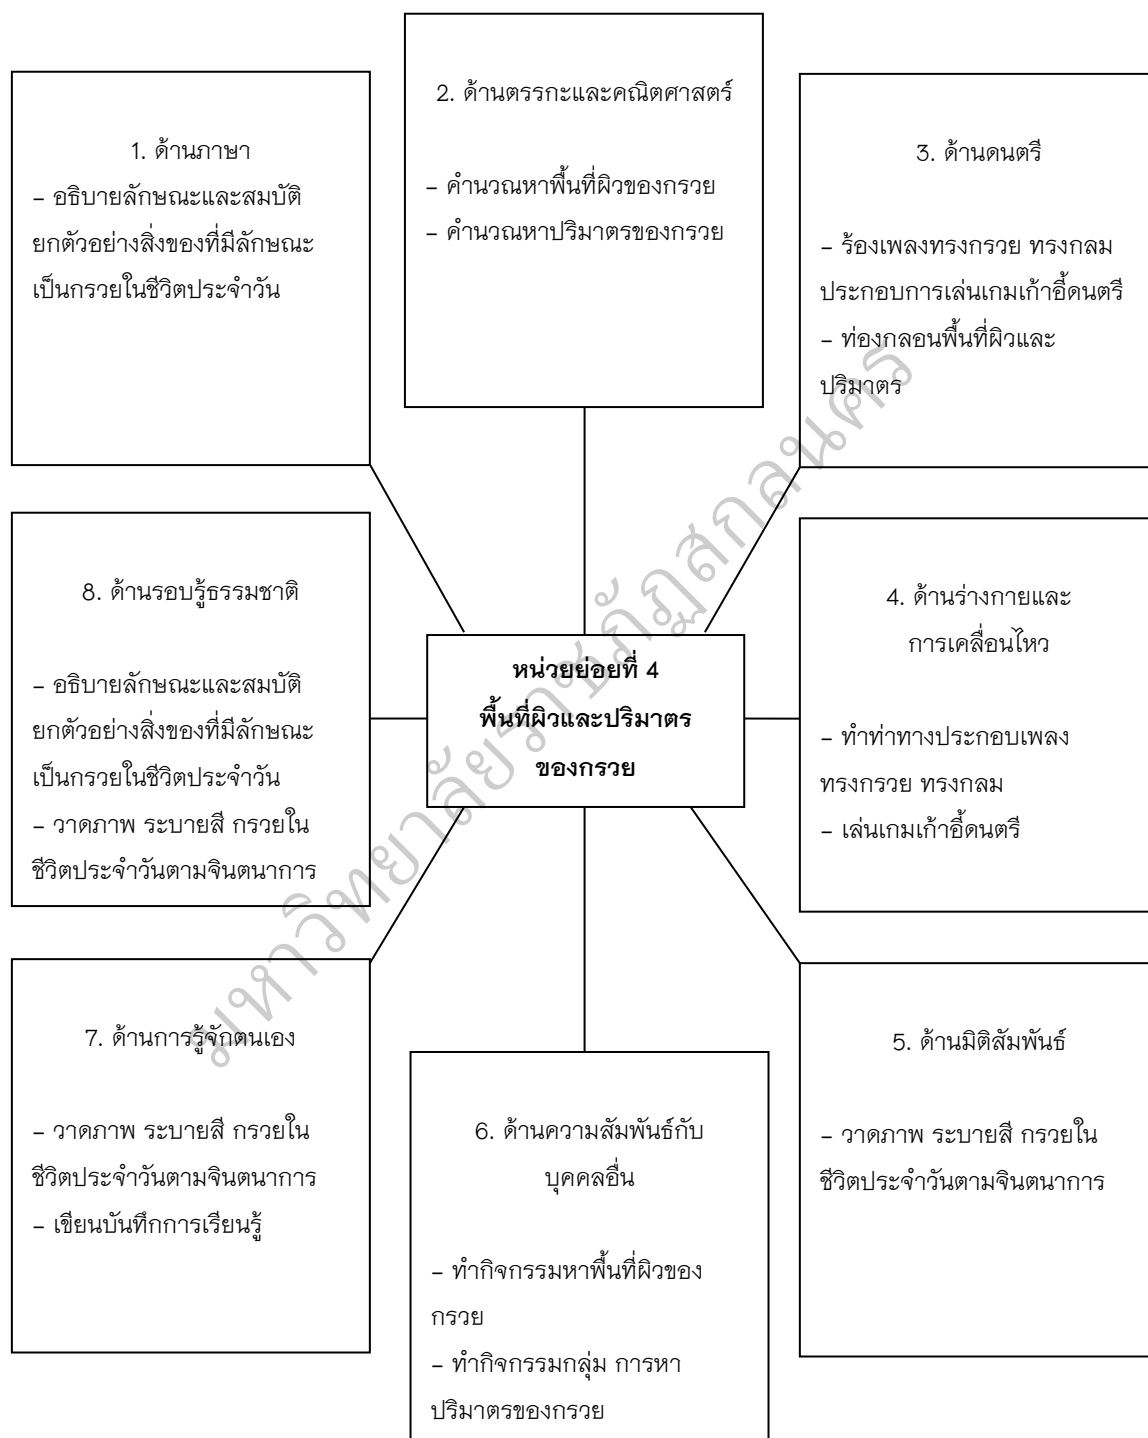 1. ด้านภาษา
– อธิบายลักษณะและสมบัติ
ยกตัวอย่างสิ่งของที่มีลักษณะ
เป็นกรวยในชีวิตประจำวัน
2. ด้านตรรกะและคณิตศาสตร์
– คำนวณหาพื้นที่ผิวของกรวย
– คำนวณหาปริมาตรของกรวย
3. ด้านดนตรี
– ร้องเพลงทรงกรวย ทรงกลม
ประกอบการเล่นเกมเก้าอี้ดนตรี
– ท่องกลอนพื้นที่ผิวและ
ปริมาตร
8. ด้านรอบรู้ธรรมชาติ
– อธิบายลักษณะและสมบัติ
ยกตัวอย่างสิ่งของที่มีลักษณะ
เป็นกรวยในชีวิตประจำวัน
– วาดภาพ ระบายสี กรวยใน
ชีวิตประจำวันตามจินตนาการ
หน่วยย่อยที่ 4
พื้นที่ผิวและปริมาตร
ของกรวย
4. ด้านร่างกายและ
การเคลื่อนไหว
– ทำท่าทางประกอบเพลง
ทรงกรวย ทรงกลม
– เล่นเกมเก้าอี้ดนตรี
7. ด้านการรู้จักตนเอง
– วาดภาพ ระบายสี กรวยใน
ชีวิตประจำวันตามจินตนาการ
– เขียนบันทึกการเรียนรู้
6. ด้านความสัมพันธ์กับ
บุคคลอื่น
– ทำกิจกรรมหาพื้นที่ผิวของ
กรวย
– ทำกิจกรรมกลุ่ม การหา
ปริมาตรของกรวย
5. ด้านมิติสัมพันธ์
– วาดภาพ ระบายสี กรวยใน
ชีวิตประจำวันตามจินตนาการ
มหาวิทยาลัยราชภัฏสกลนคร